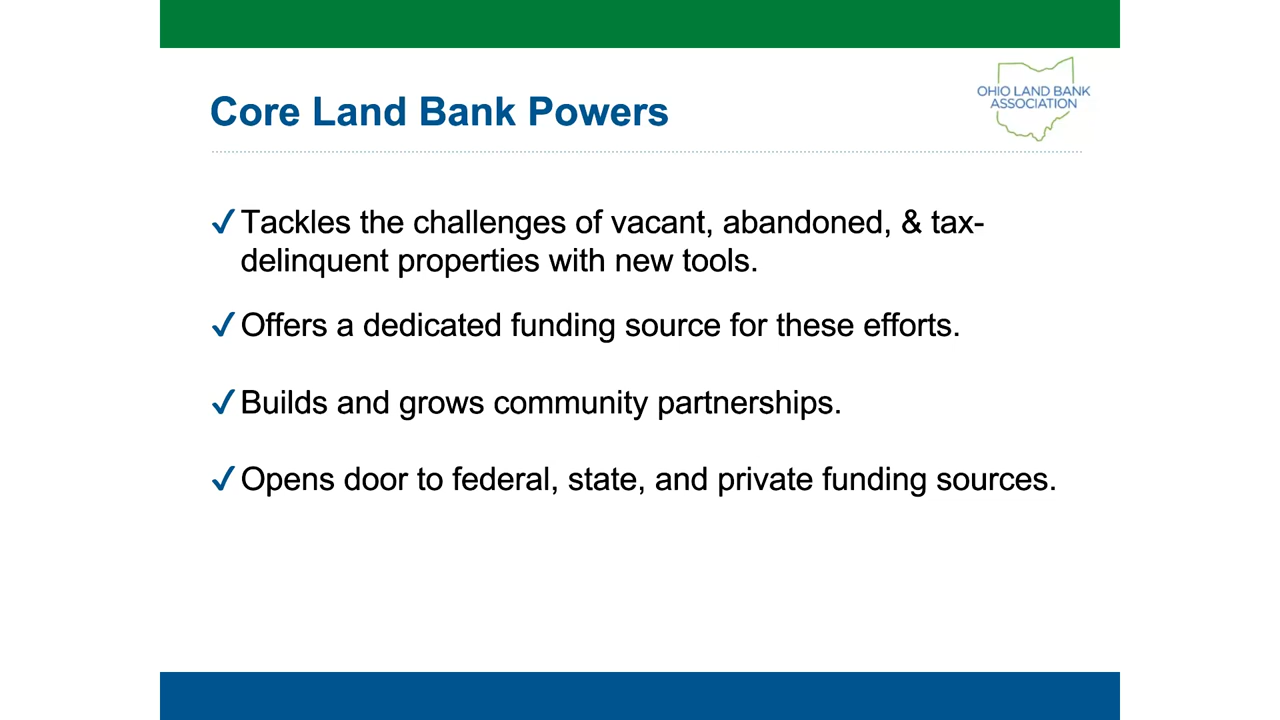 OHIO LAND BANK
ASSOCIATION
Core Land Bank Powers
✓Tackles the challenges of vacant, abandoned, & tax-
delinquent properties with new tools.
✓Offers a dedicated funding source for these efforts.
✓Builds and grows community partnerships.
✓Opens door to federal, state, and private funding sources.